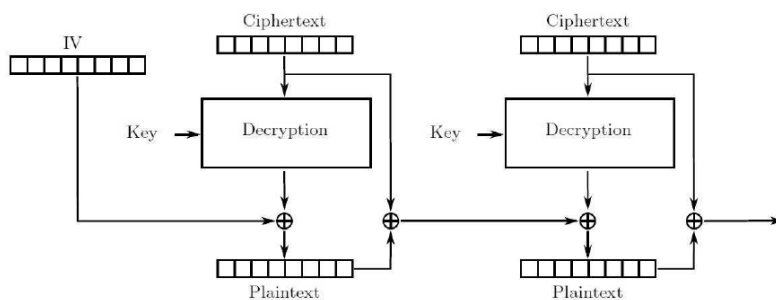 Ciphertext
Ciphertext
IV
Key
Decryption
Key
Decryption
Plaintext
Plaintext